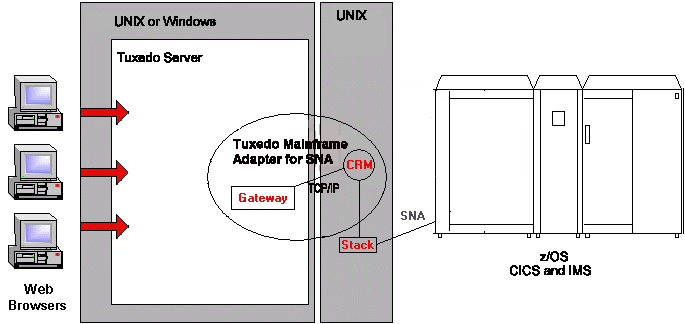 UNIX or Windows
UNIX
Tuxado Server
Tuxedo Mainframe
Adapter for SNA
CRM
TCP/IP
Gateway
SNA
Stack
z/OS
CICS and IMS
Web
Browsers